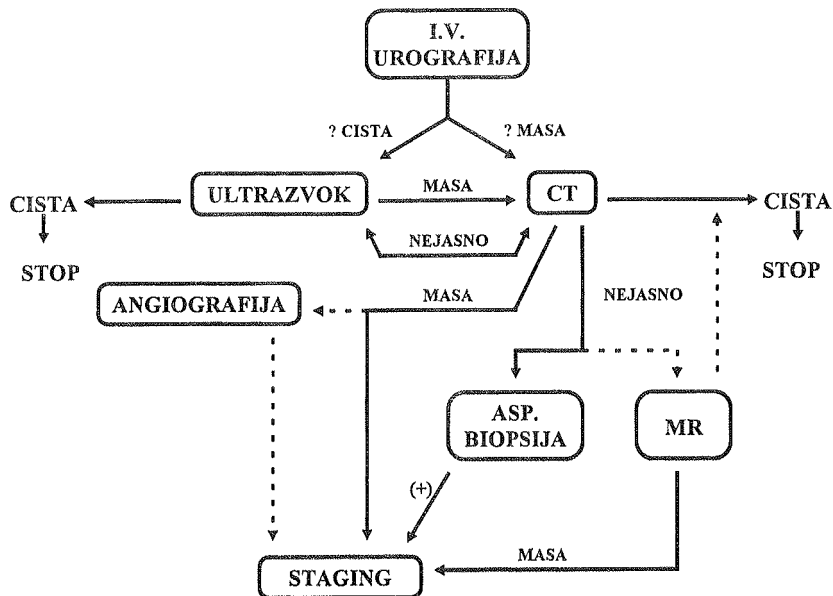 I.V.
UROGRAFIJA
? CISTA
? MASA
ULTRAZVOK
MASA
CT
CISTA
CISTA
NEJASNO
STOP
STOP
ANGIOGRAFIJA
MASA
NEJASNO
ASP.
BIOPSIJA
MR
(+)
MASA
STAGING